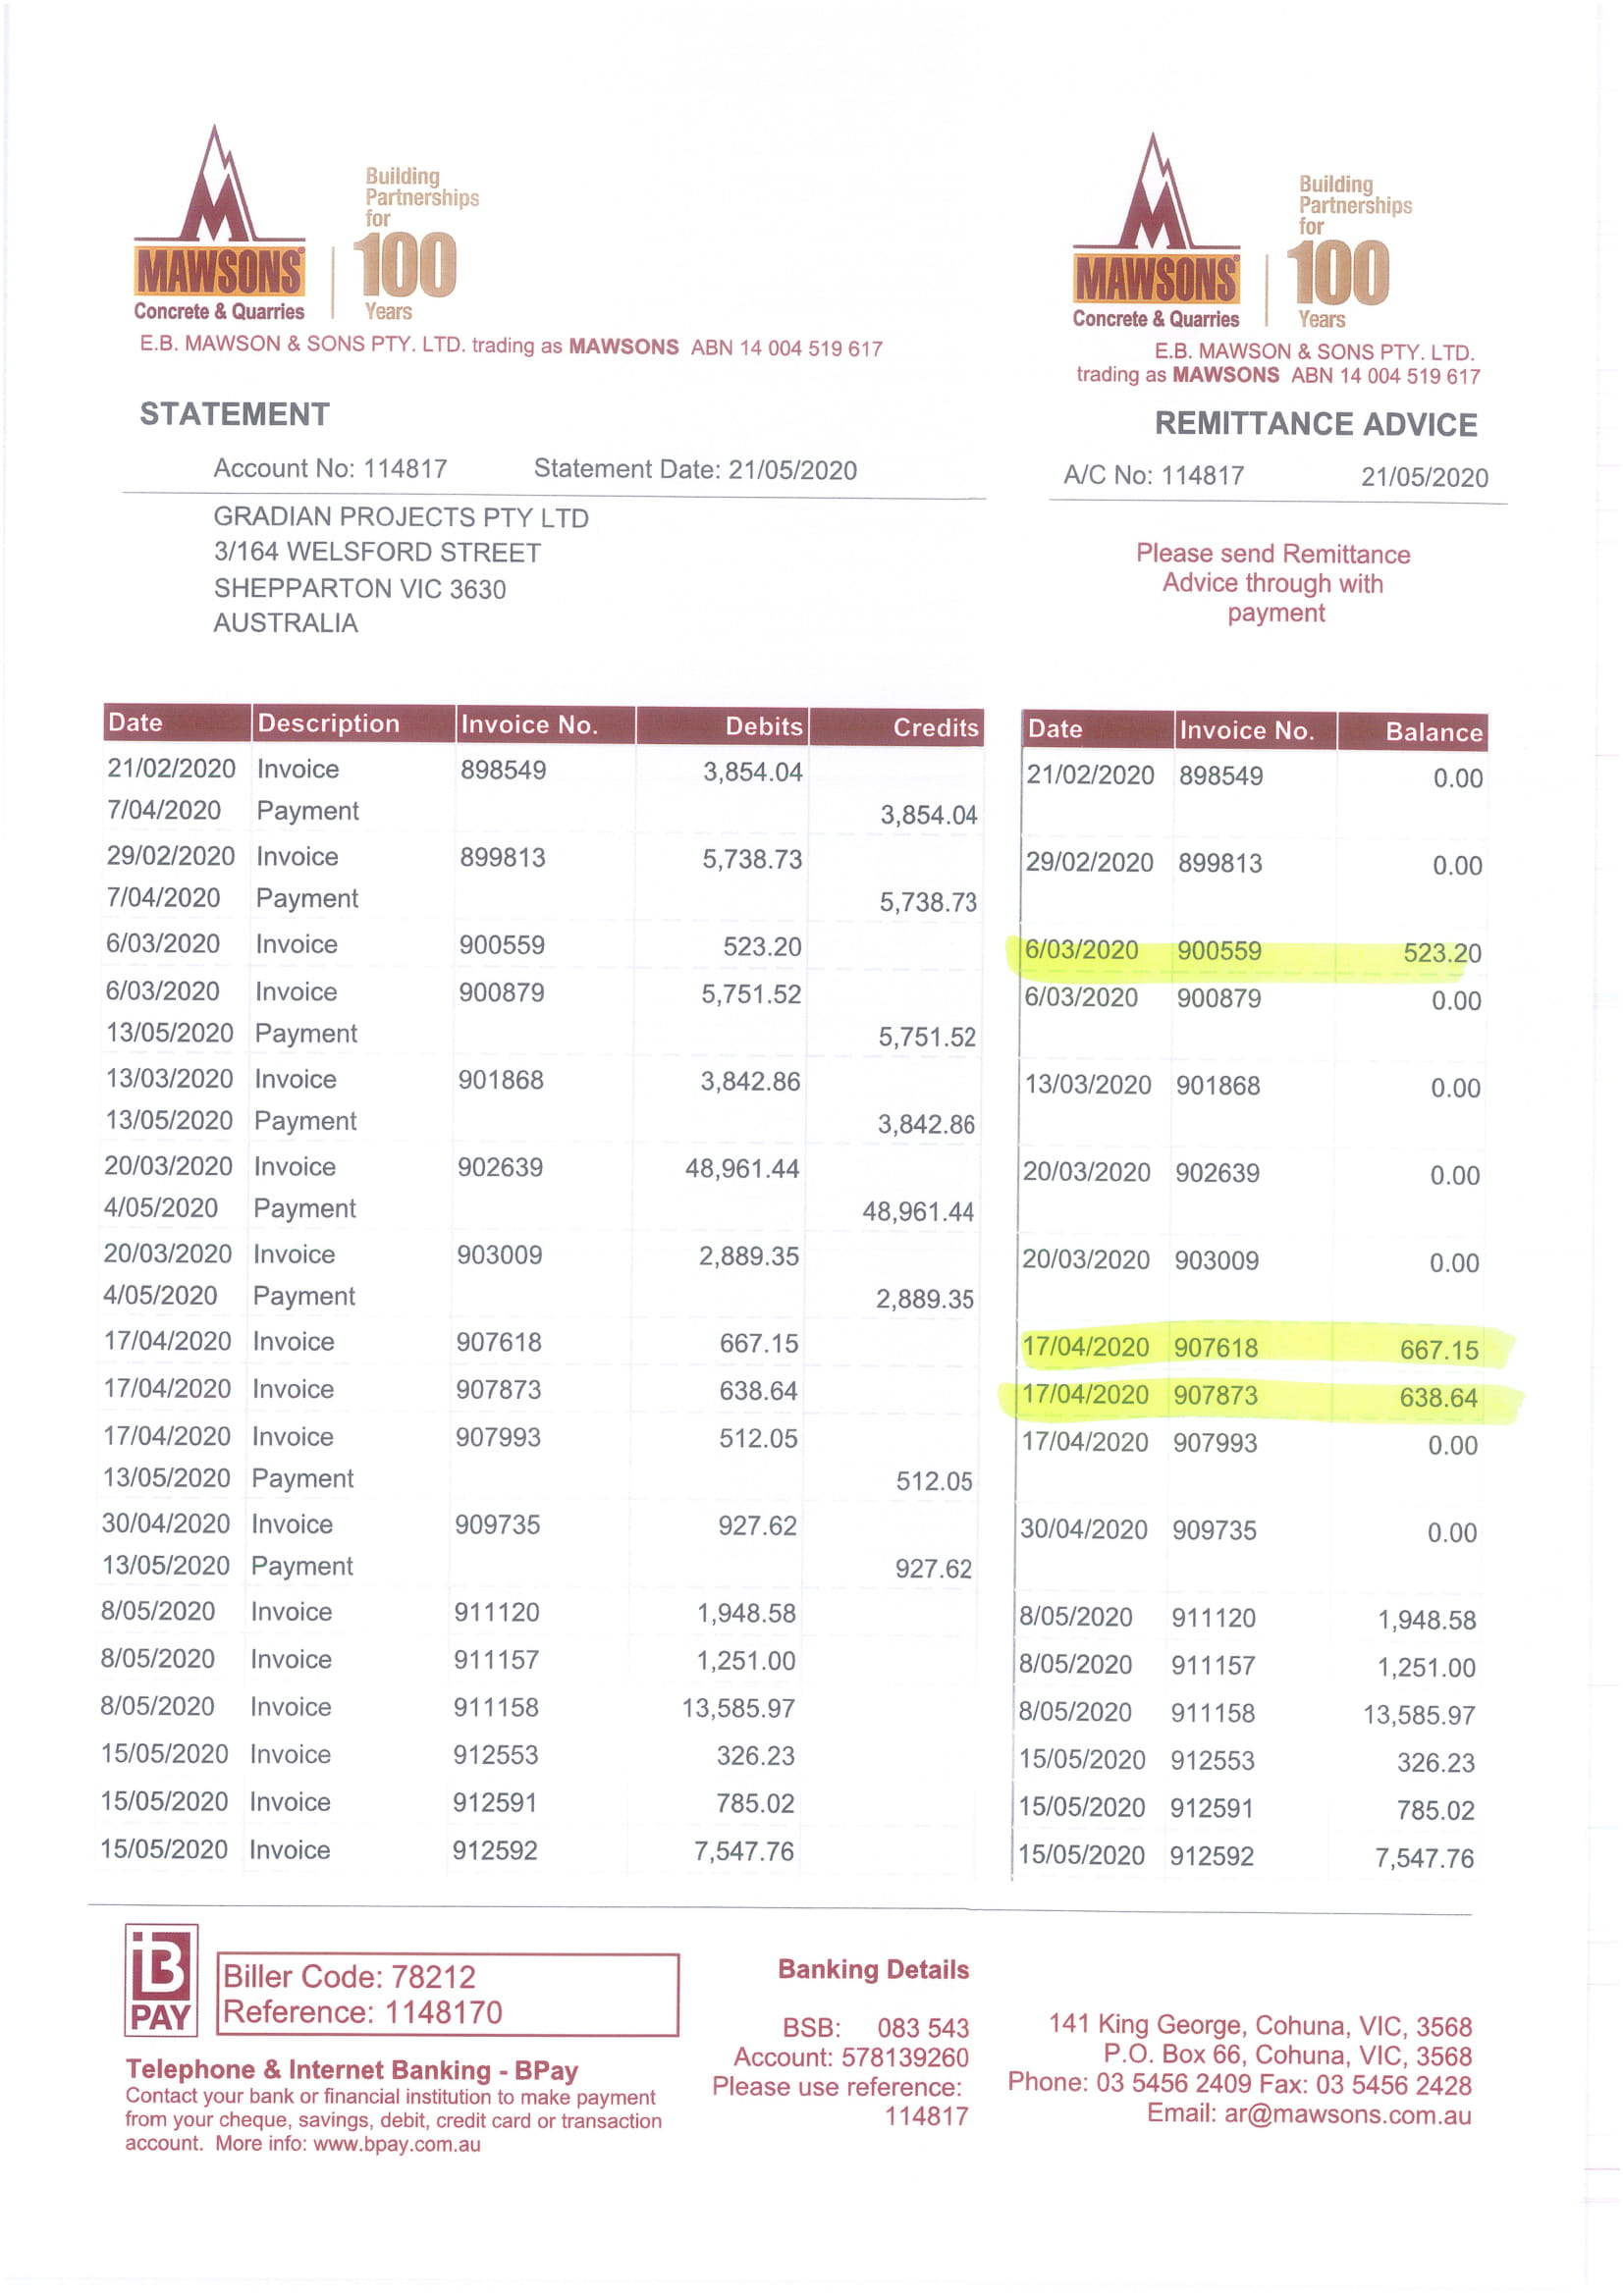 Building
Partnerships
for
100
Years
MAWSONS
Concrete & Quarries
E.B. MAWSON & SONS PTY. LTD. trading as MAWSONS ABN 14 004 519 617
STATEMENT
Account No: 114817 Statement Date: 21/05/2020
GRADIAN PROJECTS PTY LTD
3/164 WELSFORD STREET
SHEPPARTON VIC 3630
AUSTRALIA
Building
Partnerships
for
100
Years
MAWSONS
Concrete & Quarries
E.B. MAWSON & SONS PTY. LTD.
trading as MAWSONS ABN 14 004 519 617
REMITTANCE ADVICE
A/C No: 114817 21/05/2020
Please send Remittance
Advice through with
payment
Date Description Invoice No. Debits Credits
21/02/2020 Invoice 898549 3,854.04
7/04/2020 Payment 3,854.04
29/02/2020 Invoice 899813 5,738.73
7/04/2020 Payment 5,738.73
6/03/2020 Invoice 900559 523.20
6/03/2020 Invoice 900879 5,751.52
13/05/2020 Payment 5,751.52
13/03/2020 Invoice 901868 3,842.86
13/05/2020 Payment 3,842.86
20/03/2020 Invoice 902639 48,961.44
4/05/2020 Payment 48,961.44
20/03/2020 Invoice 903009 2,889.35
4/05/2020 Payment 2,889.35
17/04/2020 Invoice 907618 667.15
17/04/2020 Invoice 907873 638.64
17/04/2020 Invoice 907993 512.05
13/05/2020 Payment 512.05
30/04/2020 Invoice 909735 927.62
13/05/2020 Payment 927.62
8/05/2020 Invoice 911120 1,948.58
8/05/2020 Invoice 911157 1,251.00
8/05/2020 Invoice 911158 13,585.97
15/05/2020 Invoice 912553 326.23
15/05/2020 Invoice 912591 785.02
15/05/2020 Invoice 912592 7,547.76
Date Invoice No. Balance
21/02/2020 898549 0.00
29/02/2020 899813 0.00
6/03/2020 900559 523.20
6/03/2020 900879 0.00
13/03/2020 901868 0.00
20/03/2020 902639 0.00
20/03/2020 903009 0.00
17/04/2020 907618 667.15
17/04/2020 907873 638.64
17/04/2020 907993 0.00
30/04/2020 909735 0.00
8/05/2020 911120 1,948.58
8/05/2020 911157 1,251.00
8/05/2020 911158 13,585.97
15/05/2020 912553 326.23
15/05/2020 912591 785.02
15/05/2020 912592 7,547.76
B
PAY
Biller Code: 78212
Reference: 1148170
Telephone & Internet Banking - BPay
Contact your bank or financial institution to make payment
from your cheque, savings, debit, credit card or transaction
account. More info: www.bpay.com.au
Banking Details
BSB: 083 543
Account: 578139260
Please use reference:
114817
141 King George, Cohuna, VIC, 3568
P.O. Box 66, Cohuna, VIC, 3568
Phone: 03 5456 2409 Fax: 03 5456 2428
Email: ar@mawsons.com.au